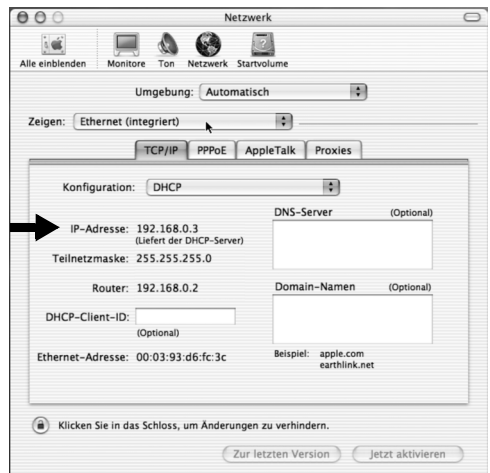 Netzwerk
Alle einblenden Monitore Ton Netzwerk Startvolume
Umgebung: Automatisch
Zeigen: Ethernet (integriert)
TCP/IP PPPoE AppleTalk Proxies
Konfiguration: DHCP
DNS-Server (Optional)
IP-Adresse: 192.168.0.3
(Liefert der DHCP-Server)
Teilnetzmaske: 255.255.255.0
Router: 192.168.0.2
Domain-Namen (Optional)
DHCP-Client-ID:
(Optional)
Ethernet-Adresse: 00:03:93:d6:fc:3c
Beispiel: apple.com
earthlink.net
Klicken Sie in das Schloss, um Änderungen zu verhindern.
Zur letzten Version Jetzt aktivieren